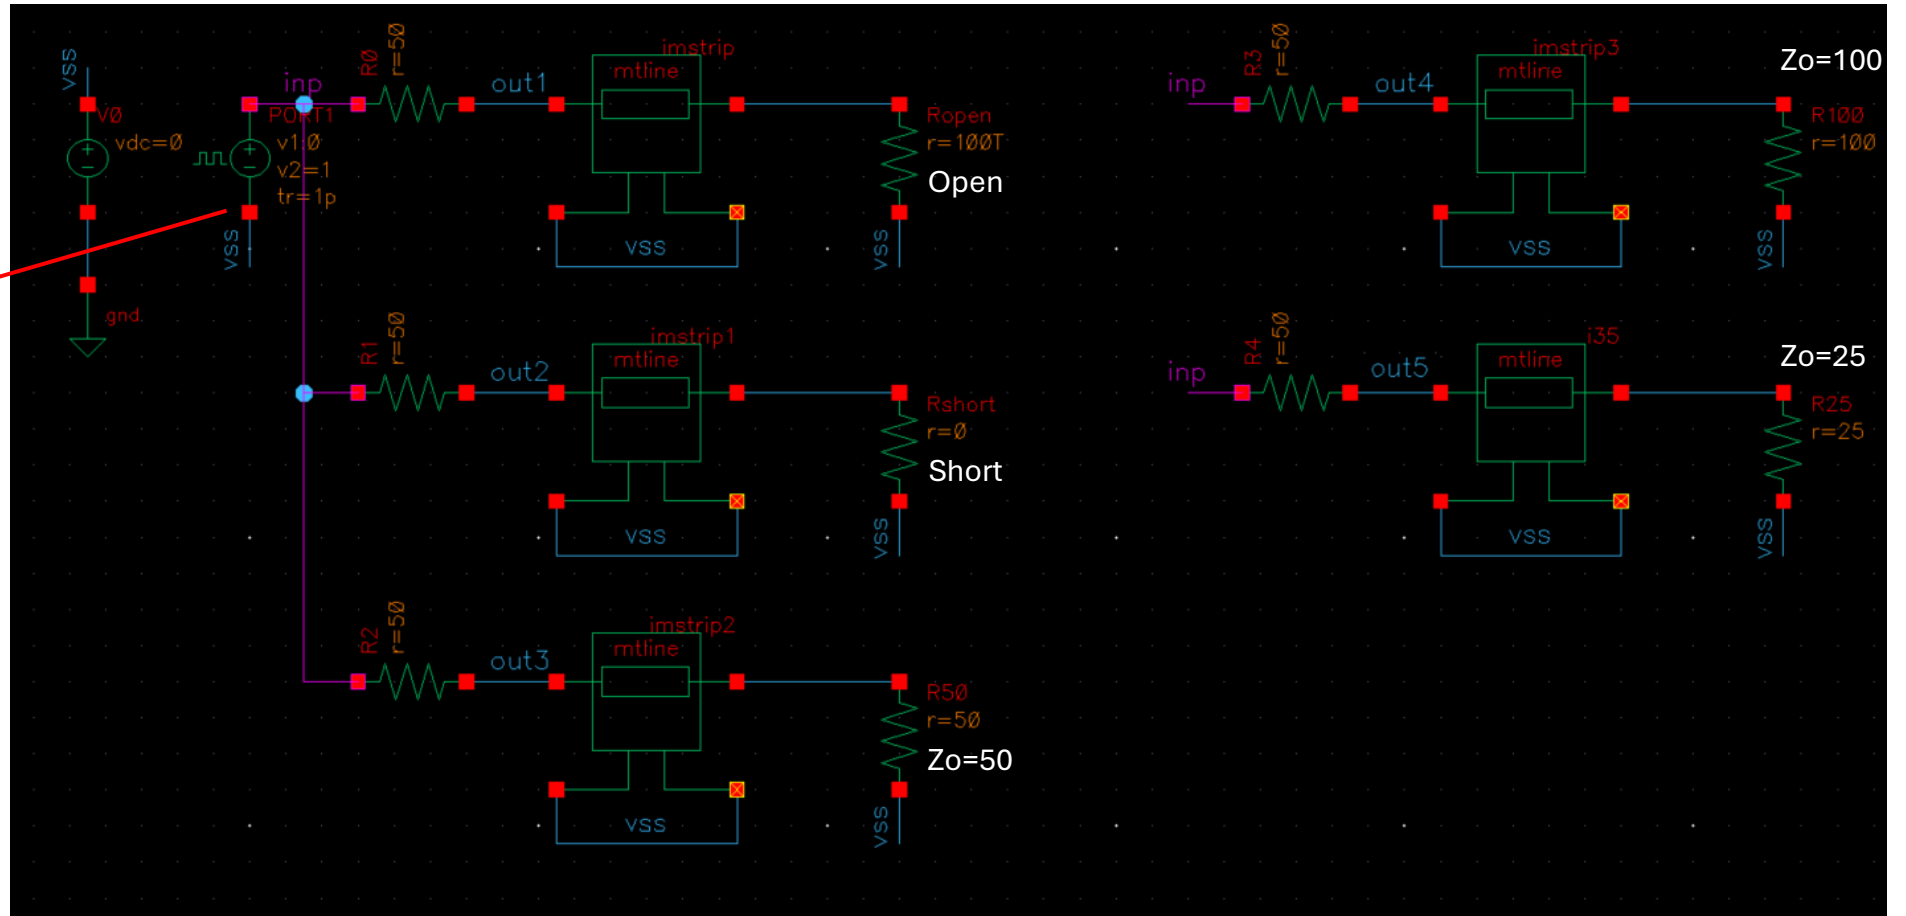 VSS
V0
vdc=0
gnd
inp
PORT1
v1:0
v2=1
tr=1p
VSS
R0
r=50
out1
imstrip
mtline
VSS
Ropen
r=100T
Open
VSS
inp
R3
r=50
out4
imstrip3
mtline
VSS
Zo=100
R100
r=100
VSS
R1
r=50
out2
imstrip1
mtline
VSS
Rshort
r=0
Short
VSS
inp
R4
r=50
out5
i35
mtline
VSS
Zo=25
R25
r=25
VSS
R2
r=50
out3
imstrip2
mtline
VSS
R50
r=50
Zo=50
VSS